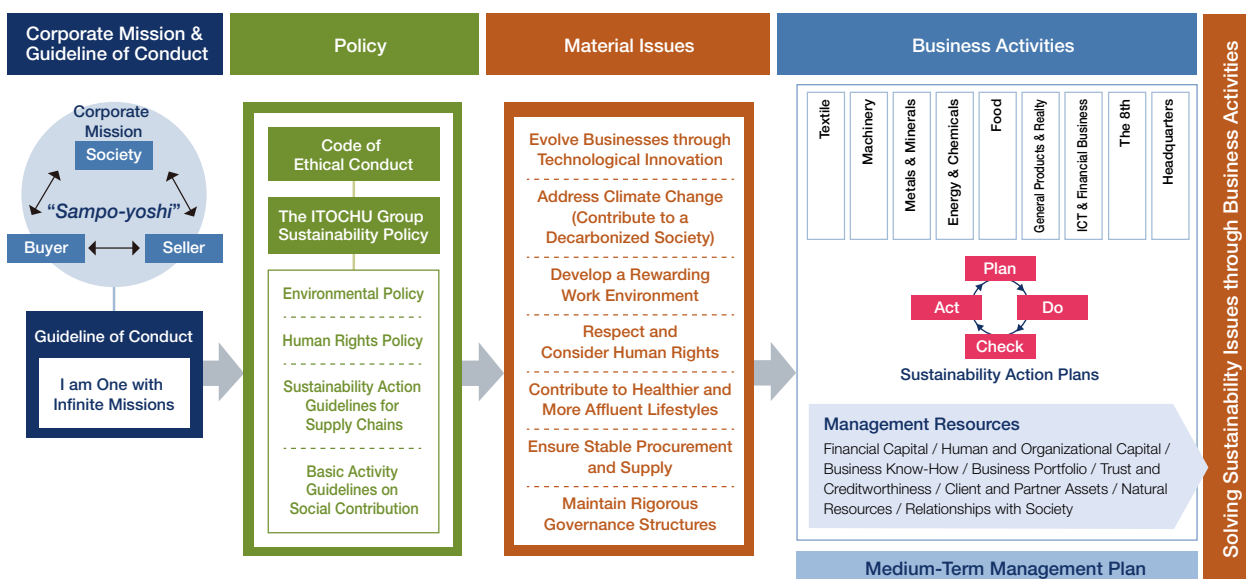 Corporate Mission &
Guideline of Conduct
Corporate
Mission
Society
“Sampo-yoshi”
Buyer
Seller
Guideline of Conduct
I am One with
Infinite Missions
Policy
Code of
Ethical Conduct
The ITOCHU Group
Sustainability Policy
Environmental Policy
Human Rights Policy
Sustainability Action
Guidelines for
Supply Chains
Basic Activity
Guidelines on
Social Contribution
Material Issues
Evolve Businesses through
Technological Innovation
Address Climate Change
(Contribute to a
Decarbonized Society)
Develop a Rewarding
Work Environment
Respect and
Consider Human Rights
Contribute to Healthier and
More Affluent Lifestyles
Ensure Stable Procurement
and Supply
Maintain Rigorous
Governance Structures
Business Activities
Textile
Machinery
Metals & Minerals
Energy & Chemicals
Food
General Products & Realty
ICT & Financial Business
The 8th
Headquarters
Plan
Act
Do
Check
Sustainability Action Plans
Management Resources
Financial Capital / Human and Organizational Capital /
Business Know-How / Business Portfolio / Trust and
Creditworthiness / Client and Partner Assets / Natural
Resources / Relationships with Society
Medium-Term Management Plan
Solving Sustainability Issues through Business Activities